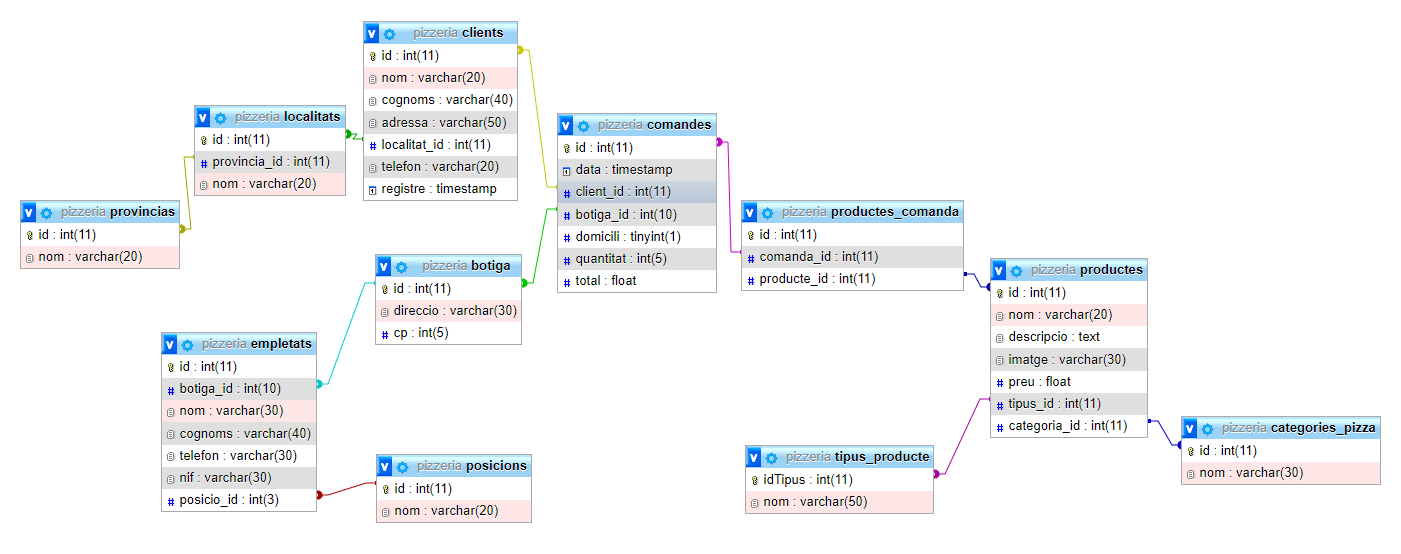 pizzeria clients
id : int(11)
nom : varchar(20)
cognoms : varchar(40)
adressa : varchar(50)
localitat_id : int(11)
telefon : varchar(20)
registre : timestamp
pizzeria localitats
id : int(11)
provincia_id : int(11)
nom : varchar(20)
pizzeria provincias
id : int(11)
nom : varchar(20)
pizzeria comandes
id : int(11)
data : timestamp
client_id : int(11)
botiga_id : int(10)
domicili : tinyint(1)
quantitat : int(5)
total : float
pizzeria productes_comanda
id : int(11)
comanda_id : int(11)
producte_id : int(11)
pizzeria botiga
id : int(11)
direccio : varchar(30)
cp : int(5)
pizzeria productes
id : int(11)
nom : varchar(20)
descripcio : text
imatge : varchar(30)
preu : float
tipus_id : int(11)
categoria_id : int(11)
pizzeria empletats
id : int(11)
botiga_id : int(10)
nom : varchar(30)
cognoms : varchar(40)
telefon : varchar(30)
nif : varchar(30)
posicio_id : int(3)
pizzeria posicions
id : int(11)
nom : varchar(20)
pizzeria tipus_producte
idTipus : int(11)
nom : varchar(50)
pizzeria categories_pizza
id : int(11)
nom : varchar(30)